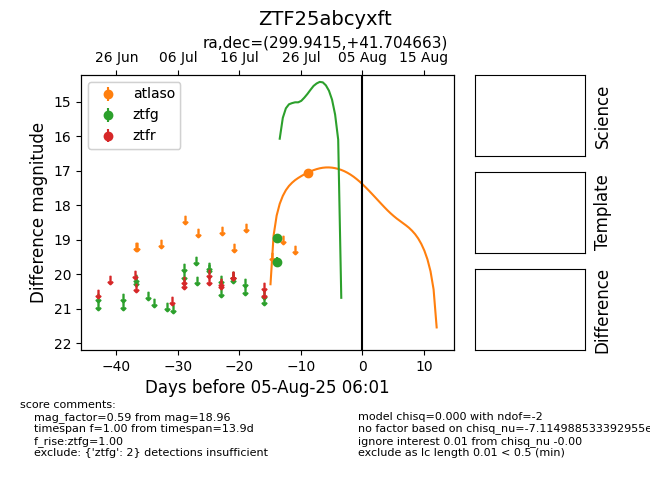 ZTF25abcyxft
ra,dec=(299.9415,+41.704663)
26 Jun 06 Jul 16 Jul 26 Jul 05 Aug 15 Aug
atlaso
ztfg
ztfr
15
16
17
18
19
20
21
22
Difference magnitude
−40 −30 −20 −10 0 10
Days before 05-Aug-25 06:01
Science
Template
Difference
score comments:
mag_factor=0.59 from mag=18.96
timespan f=1.00 from timespan=13.9d
f_rise:ztfg=1.00
exclude: {'ztfg': 2} detections insufficient
model chisq=0.000 with ndof=-2
no factor based on chisq_nu=-7.114988533392955e
ignore interest 0.01 from chisq_nu -0.00
exclude as lc length 0.01 < 0.5 (min)